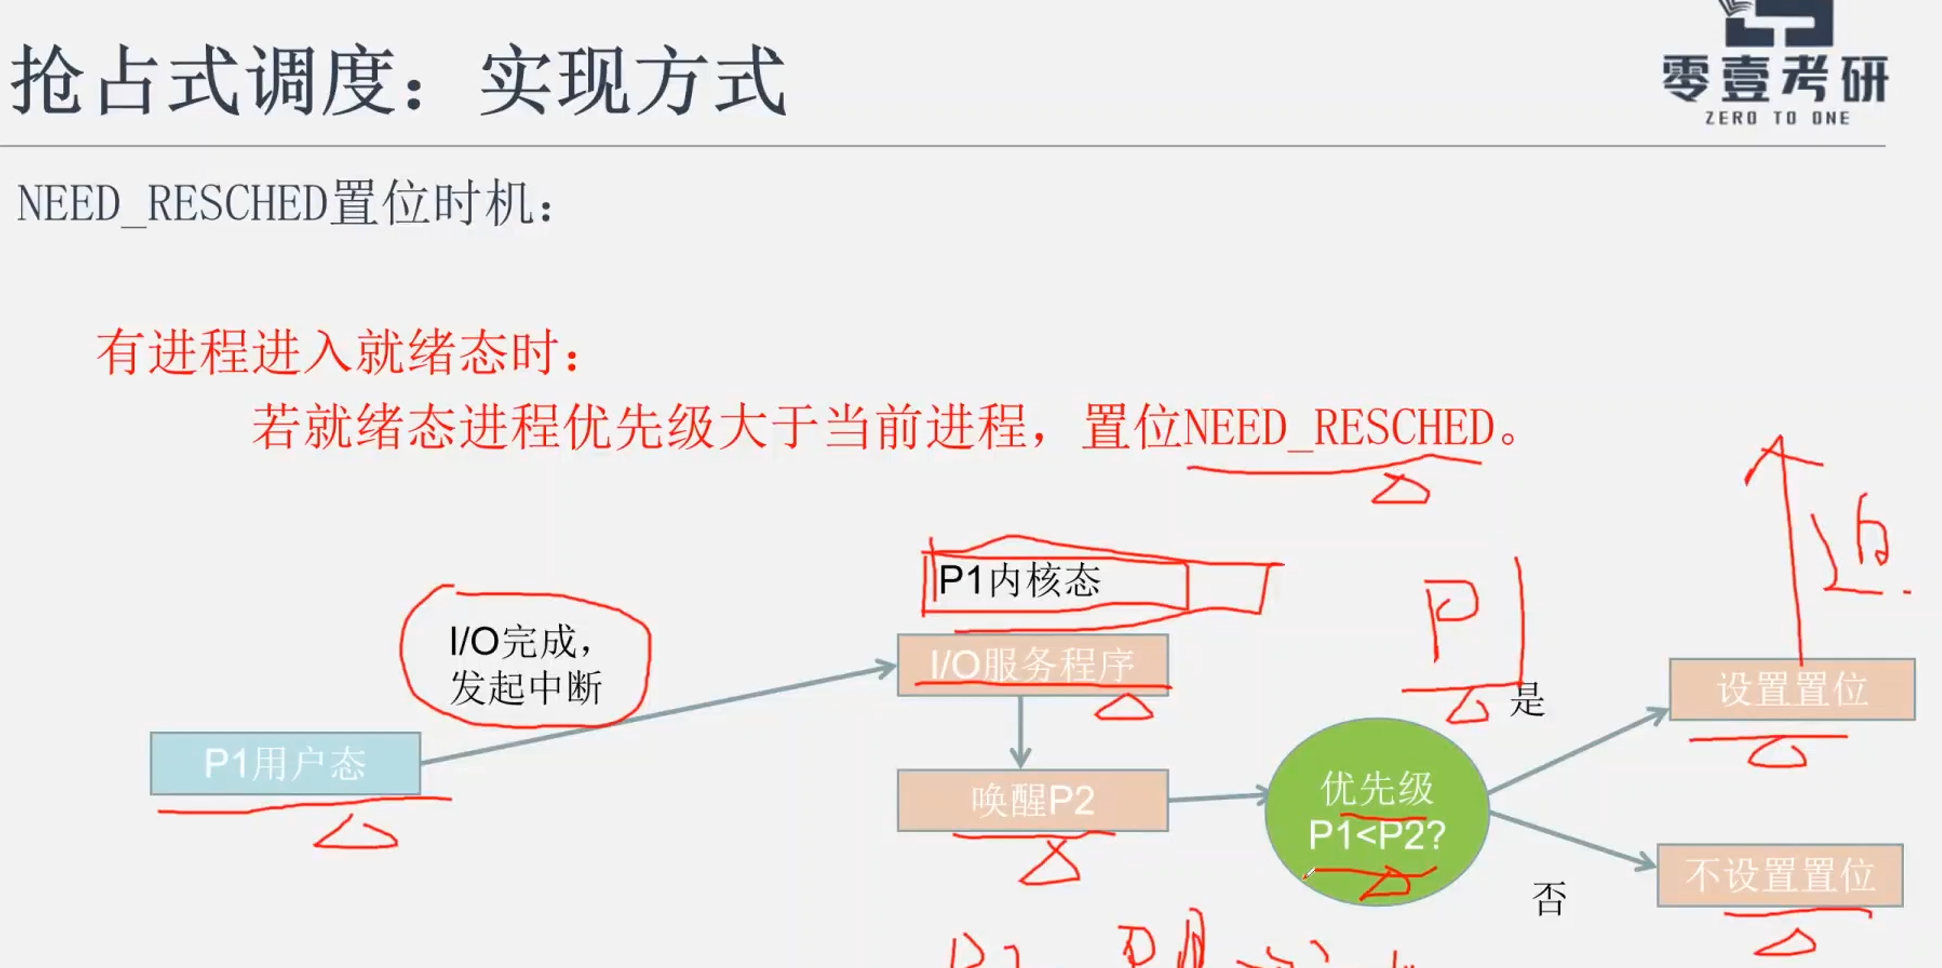 零壹考研
ZERO TO ONE
抢占式调度：实现方式
NEED_RESCHED置位时机：
有进程进入就绪态时：
若就绪态进程优先级大于当前进程，置位NEED_RESCHED。
P1内核态
I/O完成，
发起中断
I/O服务程序
P1
是
设置置位
P1用户态
唤醒P2
优先级
P1<P2?
否
不设置置位